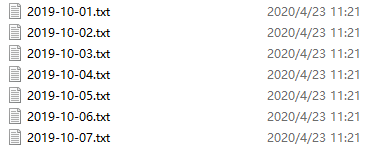 2019-10-01.txt 2020/4/23 11:21
2019-10-02.txt 2020/4/23 11:21
2019-10-03.txt 2020/4/23 11:21
2019-10-04.txt 2020/4/23 11:21
2019-10-05.txt 2020/4/23 11:21
2019-10-06.txt 2020/4/23 11:21
2019-10-07.txt 2020/4/23 11:21